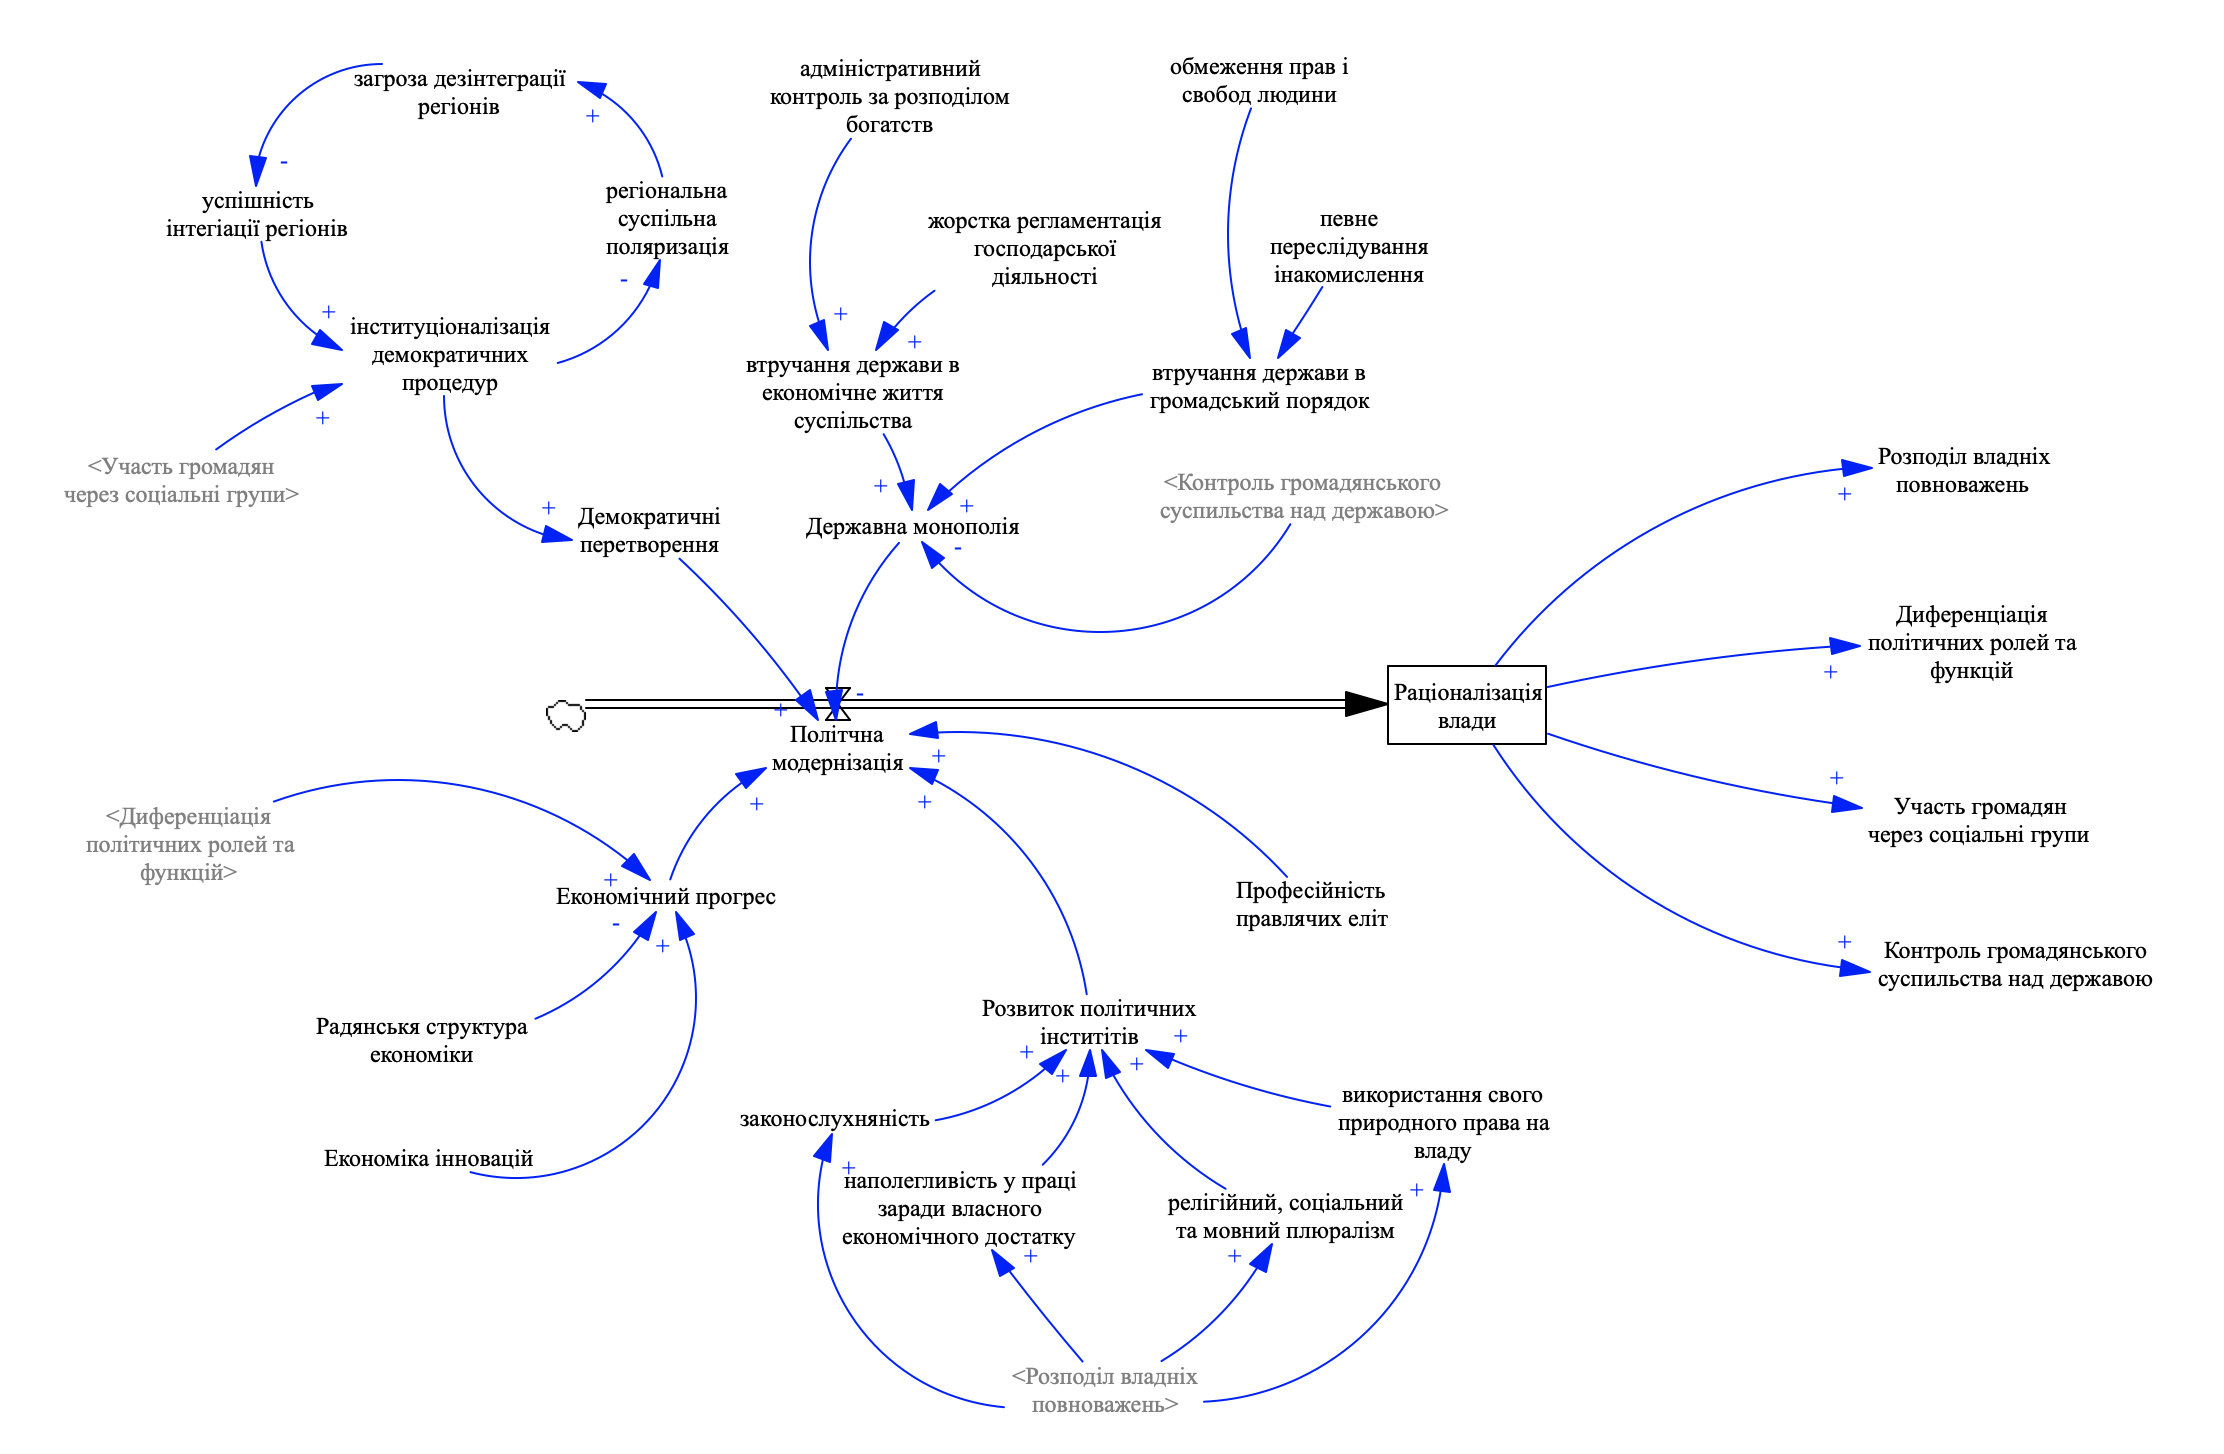 загроза дезінтеграції
регіонів
-
+
успішність
інтегіації регіонів
регіональна
суспільна
поляризація
-
+
інституціоналізація
демократичних
процедур
+
<Участь громадян
через соціальні групи>
+
Демократичні
перетворення
адміністративний
контроль за розподілом
богатств
+
жорстка регламентація
господарської
діяльності
+
втручання держави в
економічне життя
суспільства
+
обмеження прав і
свобод людини
певне
переслідування
інакомислення
втручання держави в
громадський порядок
+
Державна монополія
-
<Контроль громадянського
суспильства над державою>
-
+
Політчна
модернізація
+
+
+
Раціоналізація
влади
+
Розподіл владніх
повноважень
+
Диференціація
політичних ролей та
функцій
+
Участь громадян
через соціальні групи
+
Контроль громадянського
суспильства над державою
<Диференціація
політичних ролей та
функцій>
+
Економічний прогрес
-
+
Радянськя структура
економіки
Економіка інновацій
Професійність
правлячих еліт
Розвиток політичних
інститітів
+
+
+
+
законослухняність
+
наполегливість у праці
заради власного
економічного достатку
+
релігійний, соціальний
та мовний плюралізм
+
використання свого
природного права на
владу
+
<Розподіл владніх
повноважень>